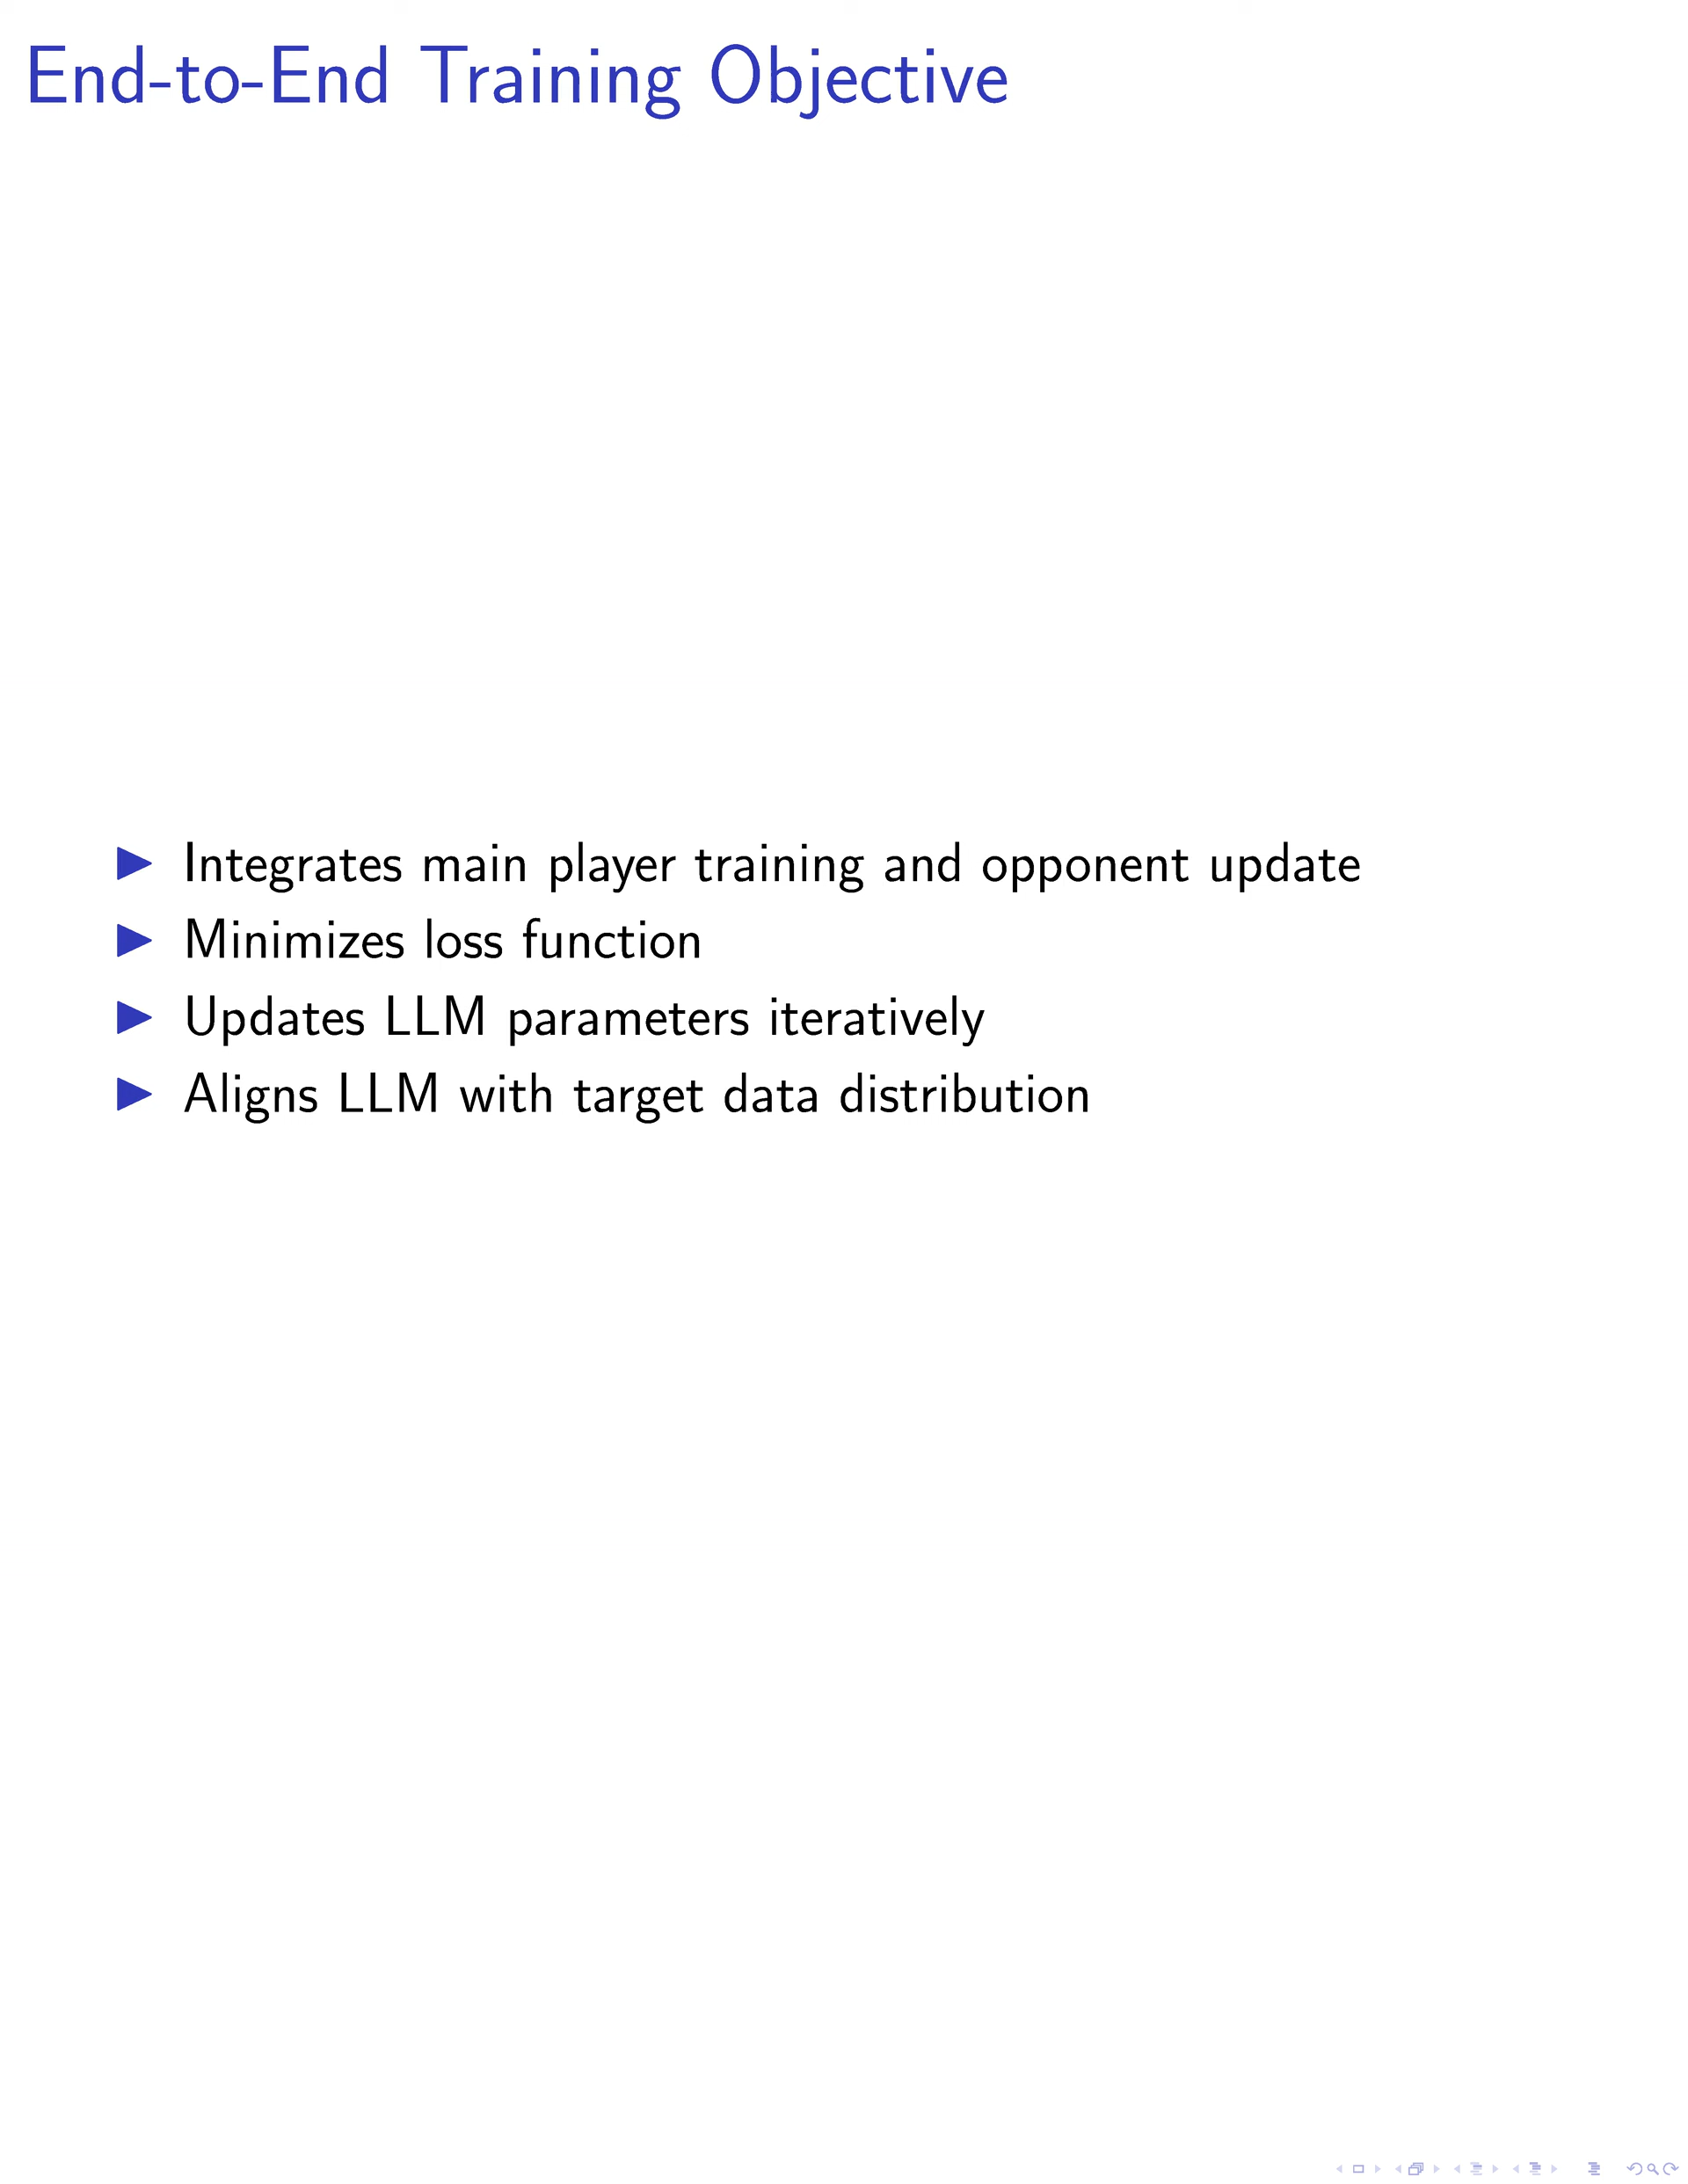 End-to-End Training Objective
Integrates main player training and opponent update
Minimizes loss function
Updates LLM parameters iteratively
Aligns LLM with target data distribution